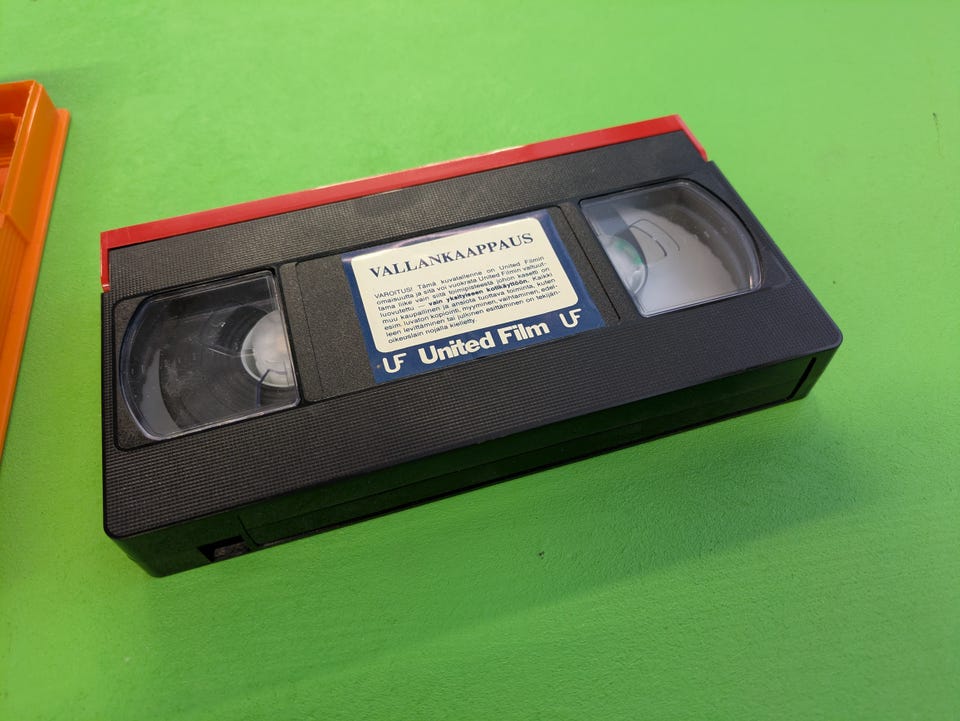 VALLANKAAPPAUS
VAROITUS! Tämä kuvatallenne on United Filmin
omaisuutta ja sitä voi vuokrata United Filmin valtuut-
tama liike vain siitä toimipisteestä johon kasetti on
luovutettu — vain yksityiseen kotikäyttöön. Kaikki
muu kaupallinen ja ansiota tuottava toiminta, kuten
esim. luvaton kopiointi, myyminen, vaihtaminen, edel-
leen levittäminen tai julkinen esittäminen on tekijän-
oikeuslain nojalla kielletty.
UF United Film UF